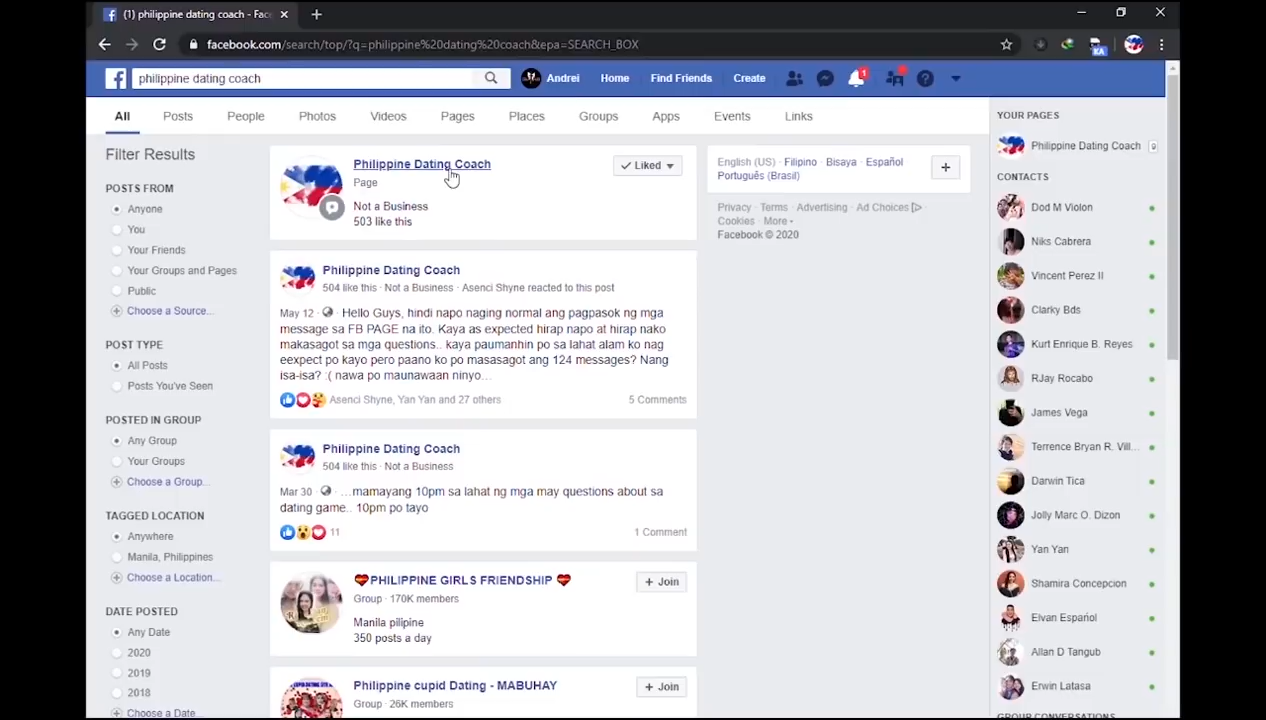 (1) philippine dating coach - Fac
facebook.com/search/top/?q=philippine%20dating%20coach&epa=SEARCH_BOX
KA
philippine dating coach
Andrei
Home
Find Friends
Create
1
All
Posts
People
Photos
Videos
Pages
Places
Groups
Apps
Events
Links
Filter Results
POSTS FROM
Anyone
You
Your Friends
Your Groups and Pages
Public
Choose a Source...
POST TYPE
All Posts
Posts You've Seen
POSTED IN GROUP
Any Group
Your Groups
Choose a Group...
TAGGED LOCATION
Anywhere
Manila, Philippines
Choose a Location...
DATE POSTED
Any Date
2020
2019
2018
Choose a Date...
Philippine Dating Coach
Page
Not a Business
503 like this
Liked
Philippine Dating Coach
504 like this · Not a Business · Asenci Shyne reacted to this post
May 12 · Hello Guys, hindi napo naging normal ang pagpasok ng mga
message sa FB PAGE na ito. Kaya as expected hirap napo at hirap nako
makasagot sa mga questions.. kaya paumanhin po sa lahat alam ko nag
eexpect po kayo pero paano ko po masasagot ang 124 messages? Nang
isa-isa? :( nawa po maunawaan ninyo...
Asenci Shyne, Yan Yan and 27 others
5 Comments
Philippine Dating Coach
504 like this · Not a Business
Mar 30 · ...mamayang 10pm sa lahat ng mga may questions about sa
dating game.. 10pm po tayo
11
1 Comment
PHILIPPINE GIRLS FRIENDSHIP
Group · 170K members
Manila pilipine
350 posts a day
+ Join
Philippine cupid Dating - MABUHAY
Group · 26K members
+ Join
English (US) · Filipino · Bisaya · Español
Português (Brasil)
Privacy · Terms · Advertising · Ad Choices
Cookies · More
Facebook © 2020
YOUR PAGES
Philippine Dating Coach
CONTACTS
Dod M Violon
Niks Cabrera
Vincent Perez II
Clarky Bds
Kurt Enrique B. Reyes
RJay Rocabo
James Vega
Terrence Bryan R. Vill...
Darwin Tica
Jolly Marc O. Dizon
Yan Yan
Shamira Concepcion
Elvan Español
Allan D Tangub
Erwin Latasa
GROUP CONVERSATIONS